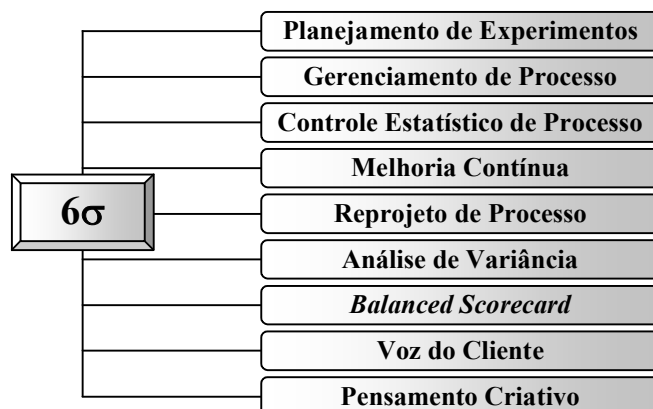 Planejamento de Experimentos
Gerenciamento de Processo
Controle Estatístico de Processo
Melhoria Contínua
6σ
Reprojeto de Processo
Análise de Variância
Balanced Scorecard
Voz do Cliente
Pensamento Criativo